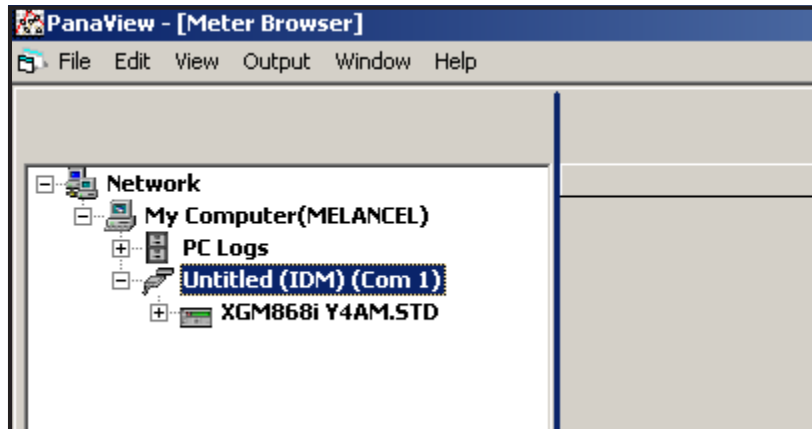 PanaView - [Meter Browser]
File Edit View Output Window Help
Network
My Computer(MELANCEL)
PC Logs
Untitled (IDM) (Com 1)
XGM868i Y4AM.STD